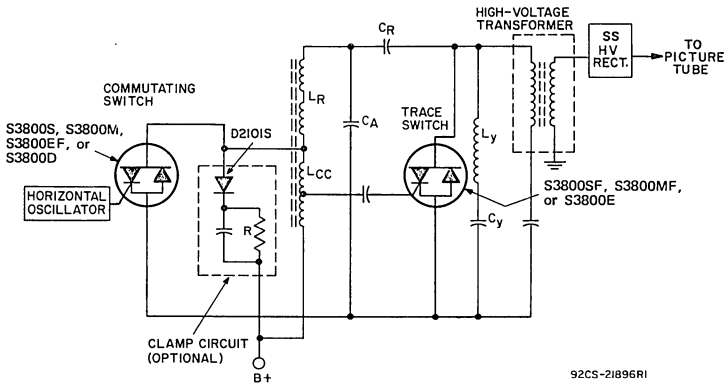 HIGH-VOLTAGE
TRANSFORMER
SS
HV
RECT.
TO
PICTURE
TUBE
CR
COMMUTATING
SWITCH
LR
S3800S, S3800M,
S3800EF, or
S3800D
D2101S
CA
TRACE
SWITCH
Ly
LCC
HORIZONTAL
OSCILLATOR
S3800SF, S3800MF,
or S3800E
R
Cy
CLAMP CIRCUIT
(OPTIONAL)
B+
92CS-21896R1